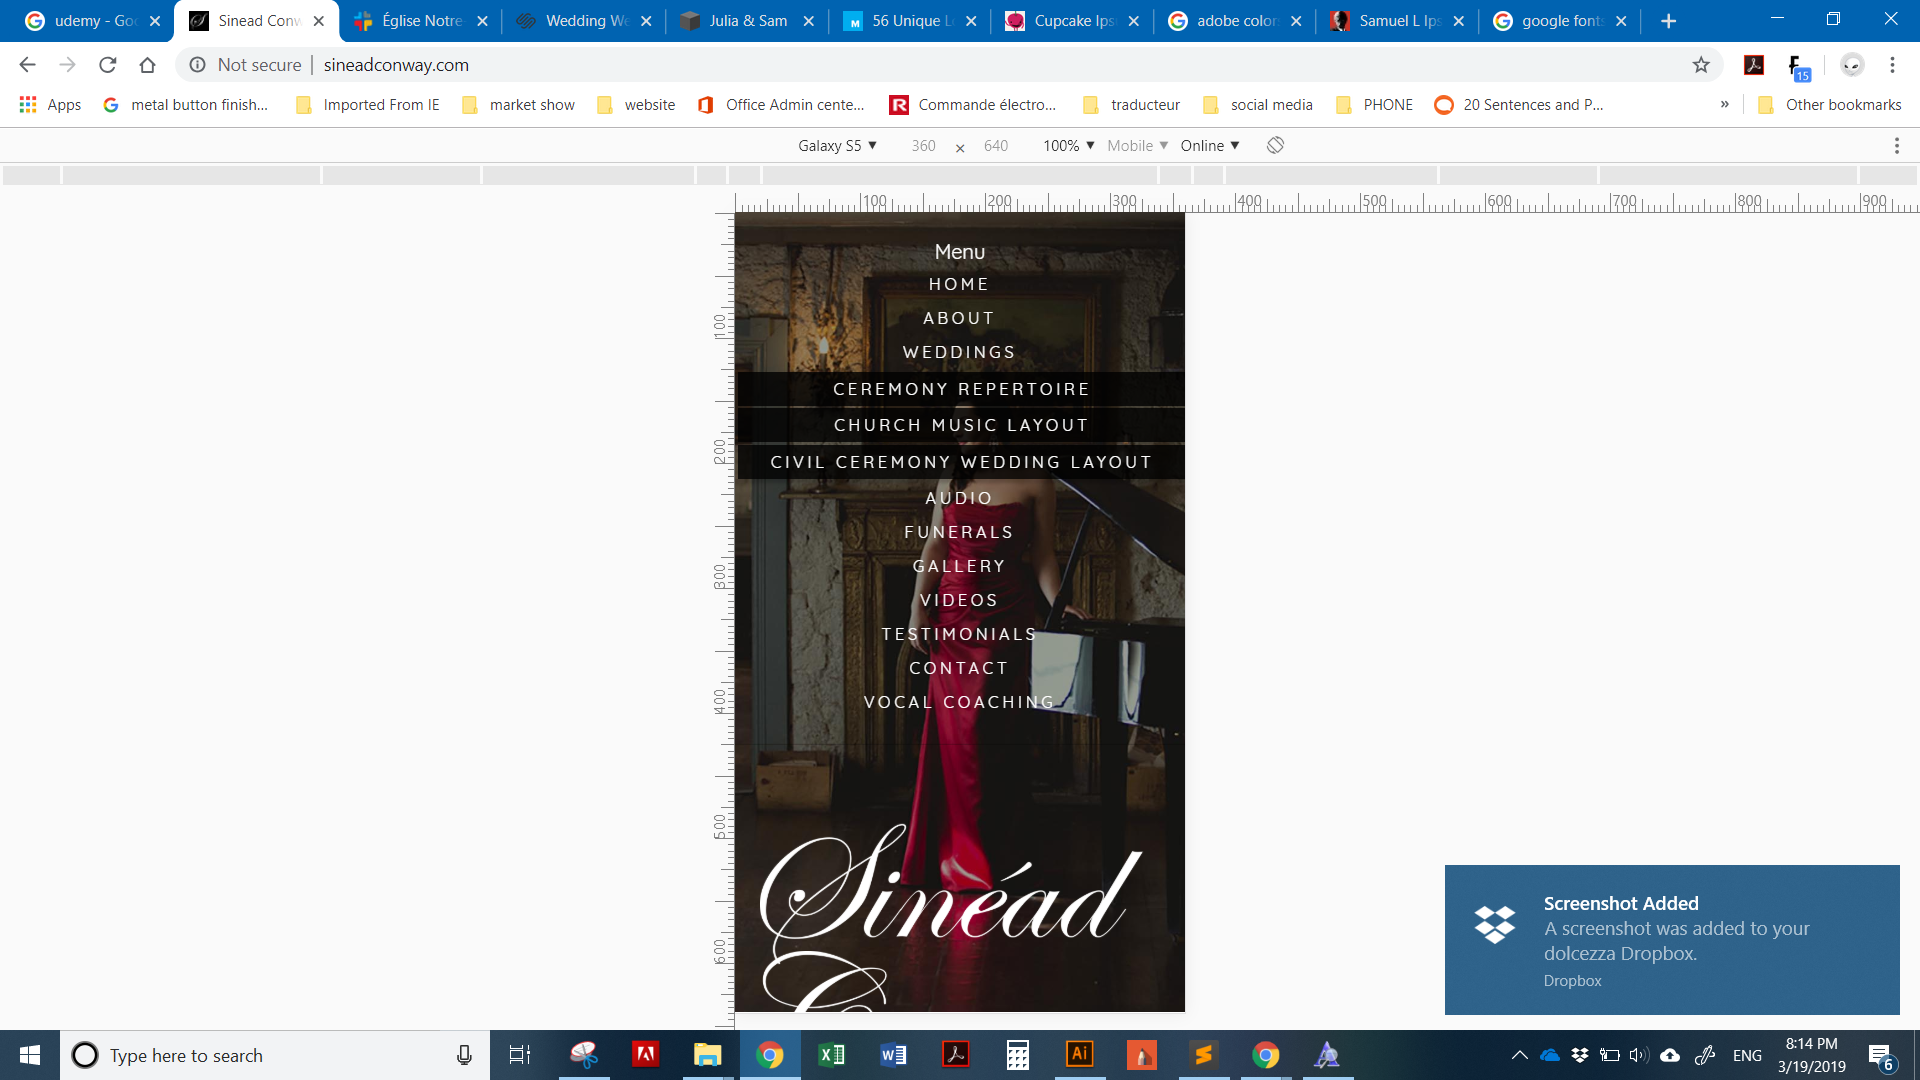 udemy - Goo
Sinead Conw
Église Notre-
Wedding We
Julia & Sam
56 Unique Lo
Cupcake Ips
adobe color
Samuel L Ips
google fonts
Not secure
sineadconway.com
15
Apps
metal button finish...
Imported From IE
market show
website
Office Admin cente...
Commande électro...
traducteur
social media
PHONE
20 Sentences and P...
»
Other bookmarks
Galaxy S5 ▼
360 × 640
100% ▼
Mobile ▼
Online ▼
100 200 300 400 500 600 700 800 900
100
200
300
400
500
600
Menu
HOME
ABOUT
WEDDINGS
CEREMONY REPERTOIRE
CHURCH MUSIC LAYOUT
CIVIL CEREMONY WEDDING LAYOUT
AUDIO
FUNERALS
GALLERY
VIDEOS
TESTIMONIALS
CONTACT
VOCAL COACHING
Sinéad
Screenshot Added
A screenshot was added to your
dolcezza Dropbox.
Dropbox
Type here to search
Ai
ENG
8:14 PM
3/19/2019
6